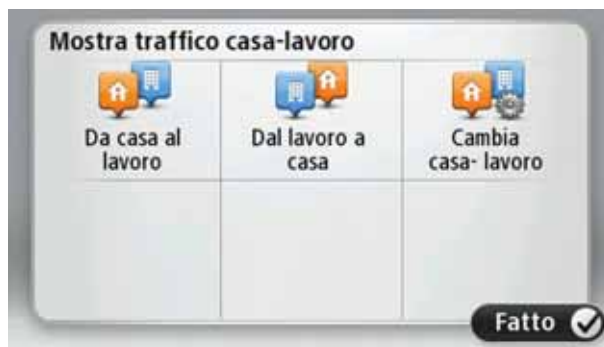 Mostra traffico casa-lavoro
Da casa al
lavoro
Dal lavoro a
casa
Cambia
casa- lavoro
Fatto